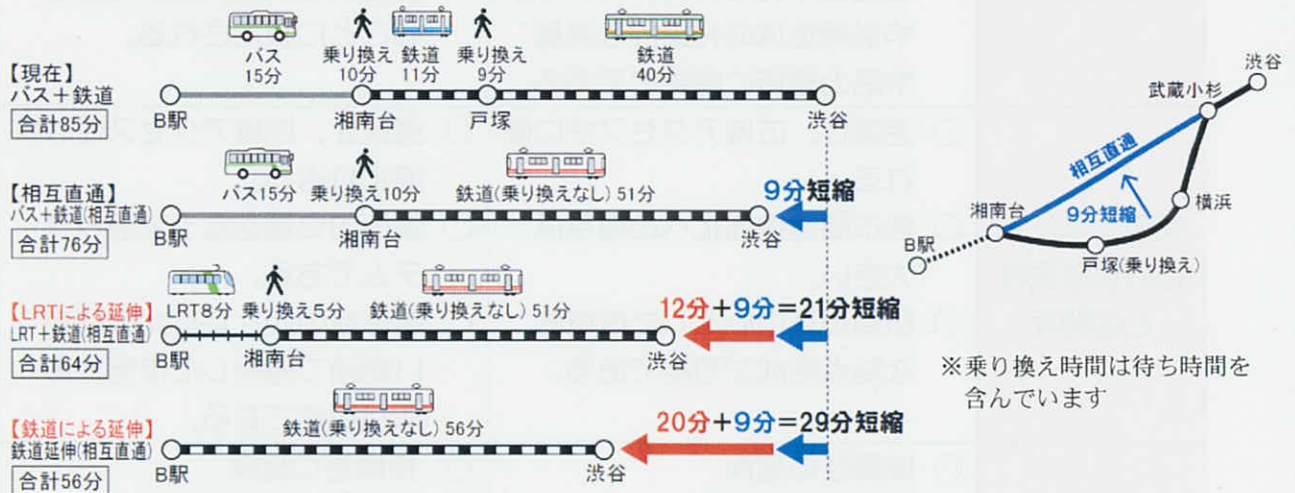 バス 乗り換え 鉄道 乗り換え 鉄道
15分 10分 11分 9分 40分
【現在】
バス+鉄道
合計85分
B駅 湘南台 戸塚 渋谷
バス15分 乗り換え10分 鉄道(乗り換えなし) 51分 9分短縮
【相互直通】
バス+鉄道(相互直通)
合計76分
B駅 湘南台 渋谷
LRT8分 乗り換え5分 鉄道(乗り換えなし) 51分 12分+9分=21分短縮
【LRTによる延伸】
LRT+鉄道(相互直通)
合計64分
B駅 湘南台 渋谷
鉄道(乗り換えなし) 56分 20分+9分=29分短縮
【鉄道による延伸】
鉄道延伸(相互直通)
合計56分
B駅 渋谷
渋谷
武蔵小杉
相互直通
9分短縮
横浜
湘南台
B駅
戸塚(乗り換え)
※乗り換え時間は待ち時間を
含んでいます